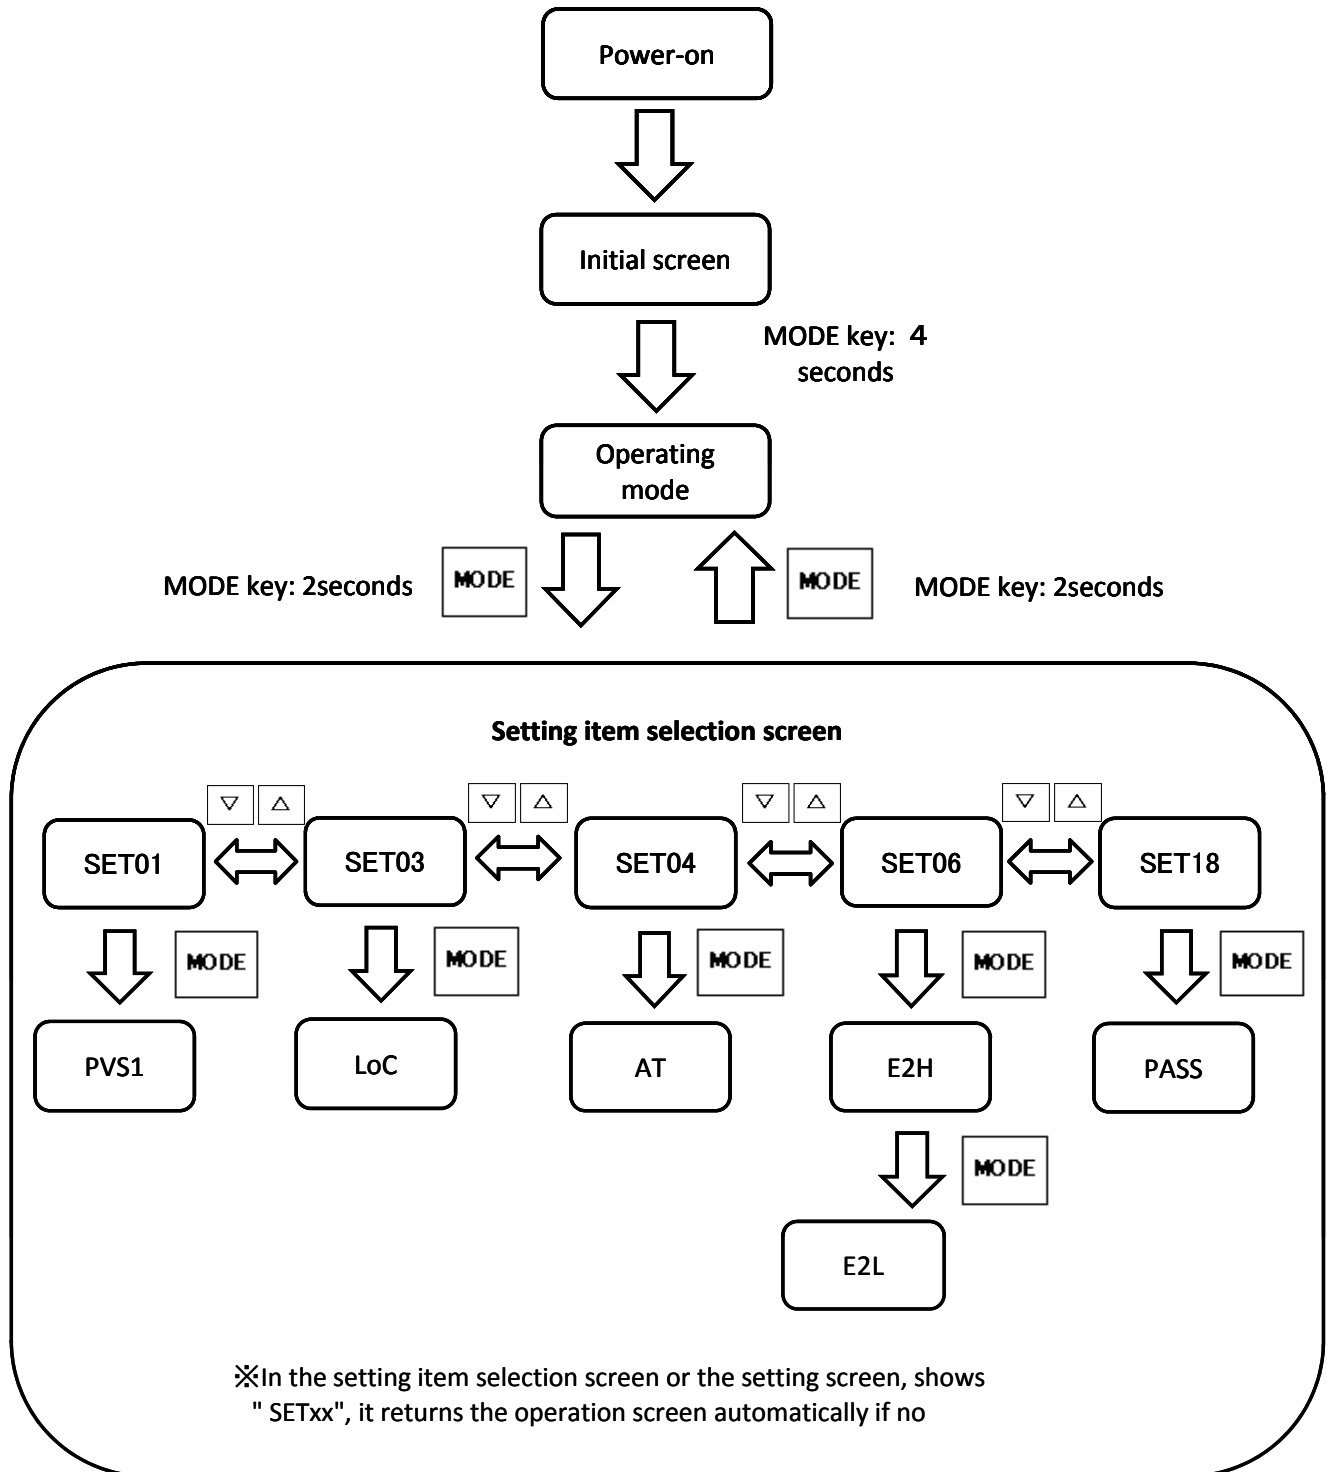 Power-on
Initial screen
MODE key: 4
seconds
Operating
mode
MODE key: 2seconds
MODE
MODE
MODE key: 2seconds
Setting item selection screen
▽ △ ▽ △ ▽ △ ▽ △
SET01 SET03 SET04 SET06 SET18
MODE MODE MODE MODE MODE
PVS1 LoC AT E2H PASS
MODE
E2L
※In the setting item selection screen or the setting screen, shows
" SETxx", it returns the operation screen automatically if no